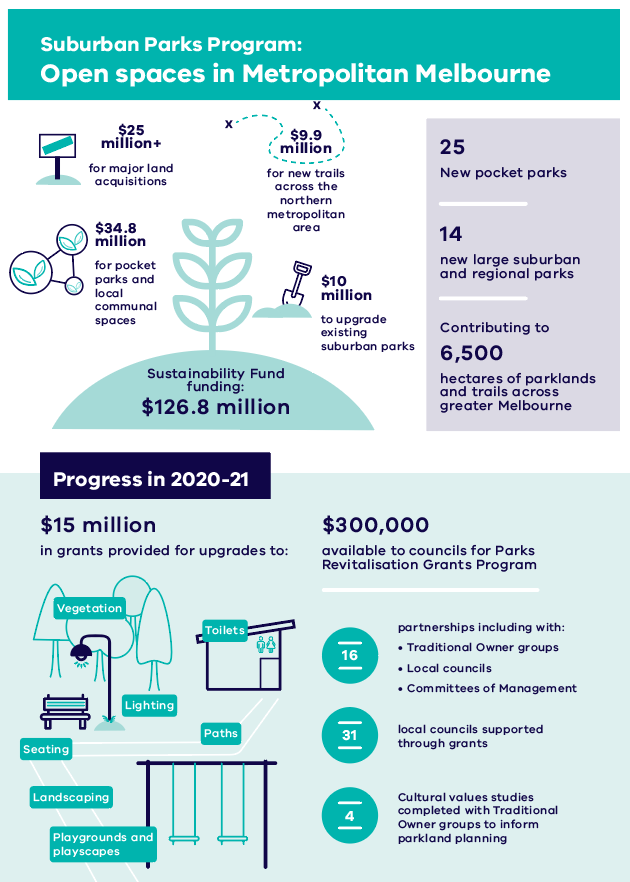 Suburban Parks Program:
Open spaces in Metropolitan Melbourne
$25
million+
for major land
acquisitions
x
x
$9.9
million
for new trails
across the
northern
metropolitan
area
$34.8
million
for pocket
parks and
local
communal
spaces
$10
million
to upgrade
existing
suburban parks
Sustainability Fund
funding:
$126.8 million
25
New pocket parks
14
new large suburban
and regional parks
Contributing to
6,500
hectares of parklands
and trails across
greater Melbourne
Progress in 2020-21
$15 million
in grants provided for upgrades to:
Vegetation
Toilets
Lighting
Paths
Seating
Landscaping
Playgrounds and
playscapes
$300,000
available to councils for Parks
Revitalisation Grants Program
16
partnerships including with:
• Traditional Owner groups
• Local councils
• Committees of Management
31
local councils supported
through grants
4
Cultural values studies
completed with Traditional
Owner groups to inform
parkland planning